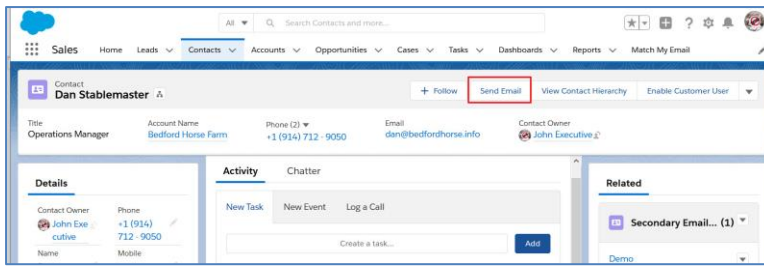 All Search Contacts and more...
Sales Home Leads Contacts Accounts Opportunities Cases Tasks Dashboards Reports Match My Email
Contact
Dan Stablemaster
+ Follow Send Email View Contact Hierarchy Enable Customer User
Title Account Name Phone (2) Email Contact Owner
Operations Manager Bedford Horse Farm +1 (914) 712 - 9050 dan@bedfordhorse.info John Executive
Details
Contact Owner Phone
John Exe +1 (914)
cutive 712 - 9050
Name Mobile
Activity Chatter
New Task New Event Log a Call
Create a task... Add
Related
Secondary Email... (1)
Demo